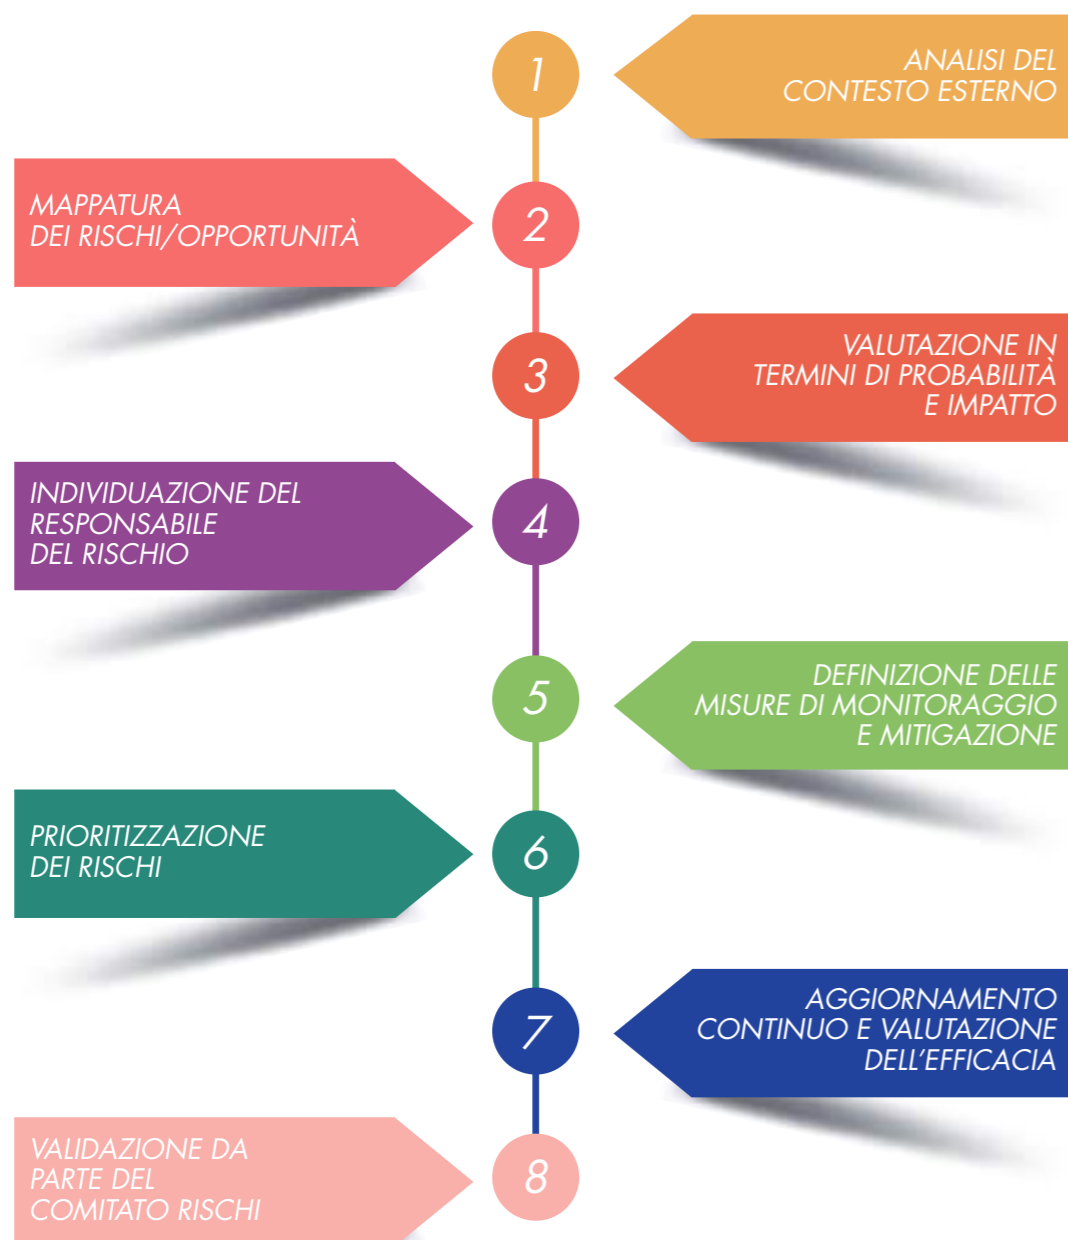 1
ANALISI DEL
CONTESTO ESTERNO
MAPPATURA
DEI RISCHI/OPPORTUNITÀ
2
3
VALUTAZIONE IN
TERMINI DI PROBABILITÀ
E IMPATTO
INDIVIDUAZIONE DEL
RESPONSABILE
DEL RISCHIO
4
5
DEFINIZIONE DELLE
MISURE DI MONITORAGGIO
E MITIGAZIONE
PRIORITIZZAZIONE
DEI RISCHI
6
7
AGGIORNAMENTO
CONTINUO E VALUTAZIONE
DELL'EFFICACIA
VALIDAZIONE DA
PARTE DEL
COMITATO RISCHI
8